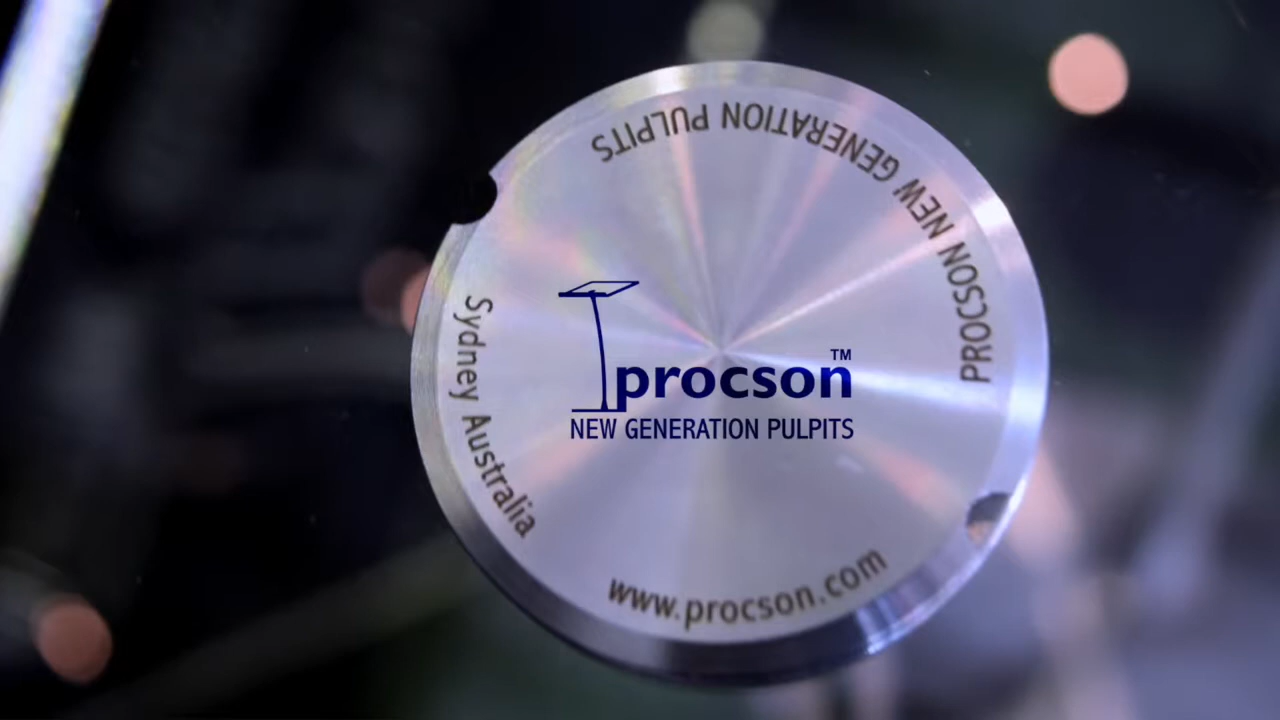 PROCSON NEW GENERATION PULPITS
procson™
NEW GENERATION PULPITS
Sydney Australia
www.procson.com